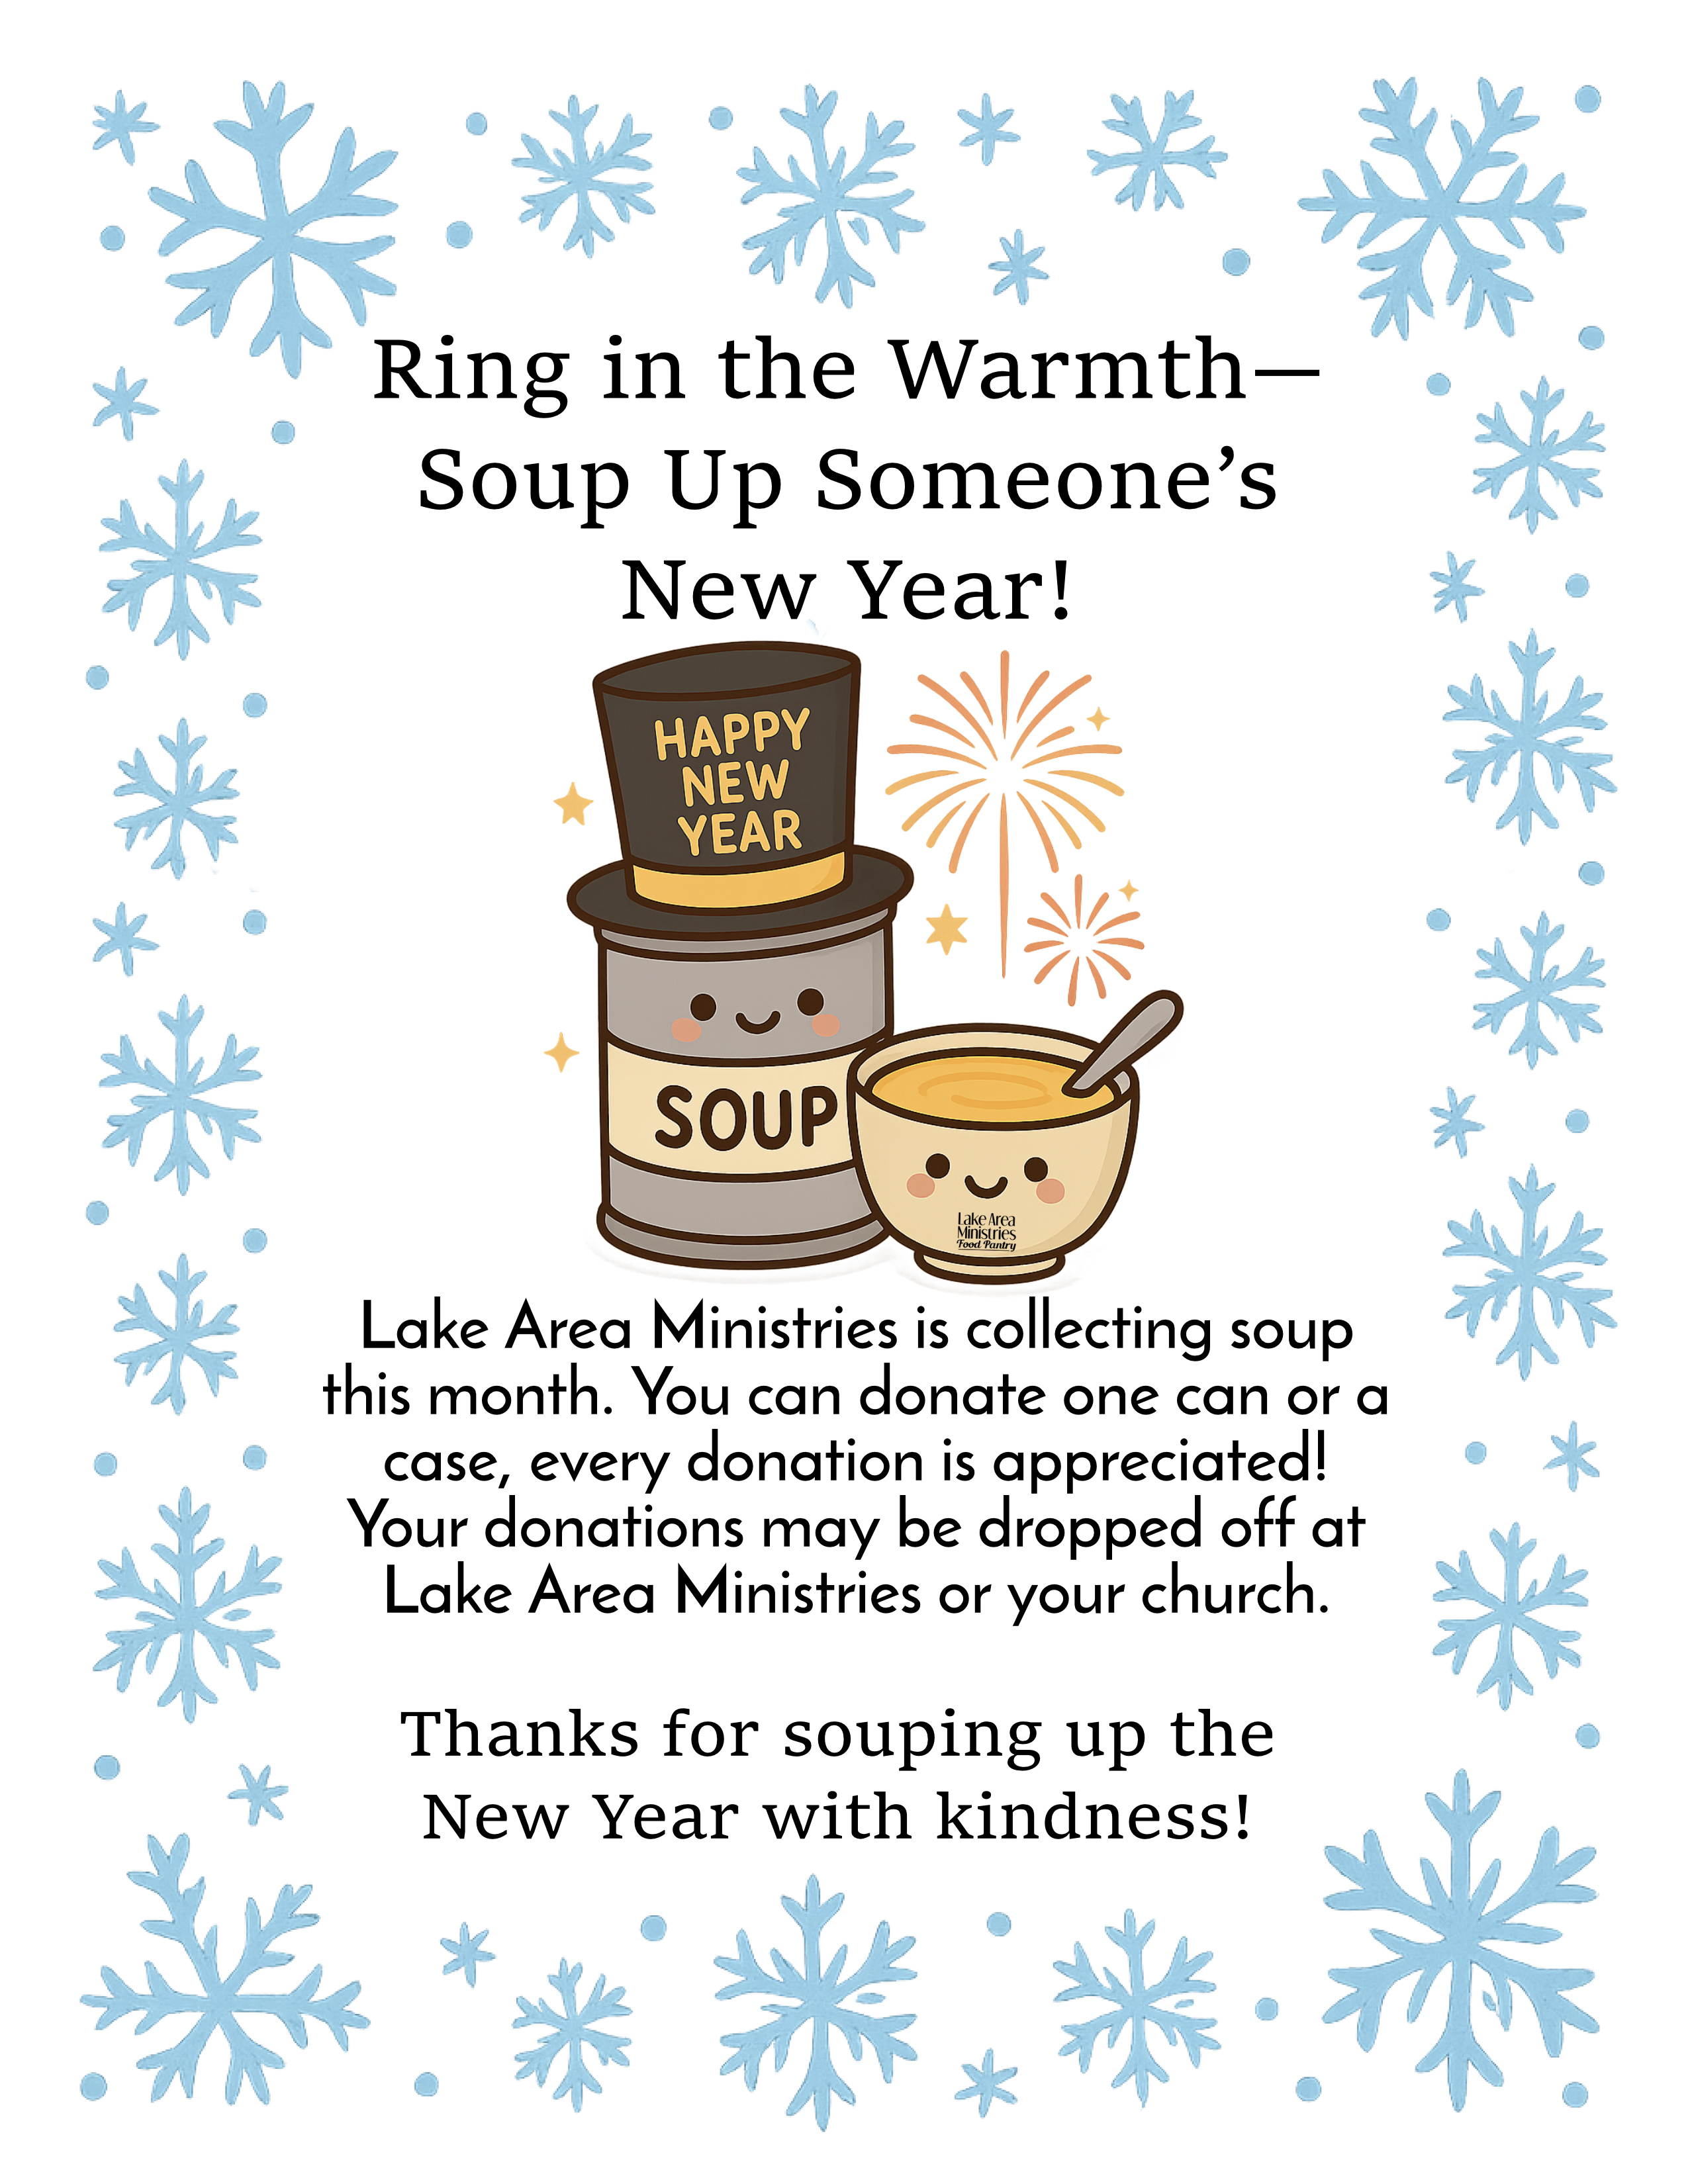 Ring in the Warmth—
Soup Up Someone’s
New Year!
HAPPY
NEW
YEAR
SOUP
Lake Area
Ministries
Food Pantry
Lake Area Ministries is collecting soup
this month. You can donate one can or a
case, every donation is appreciated!
Your donations may be dropped off at
Lake Area Ministries or your church.
Thanks for souping up the
New Year with kindness!